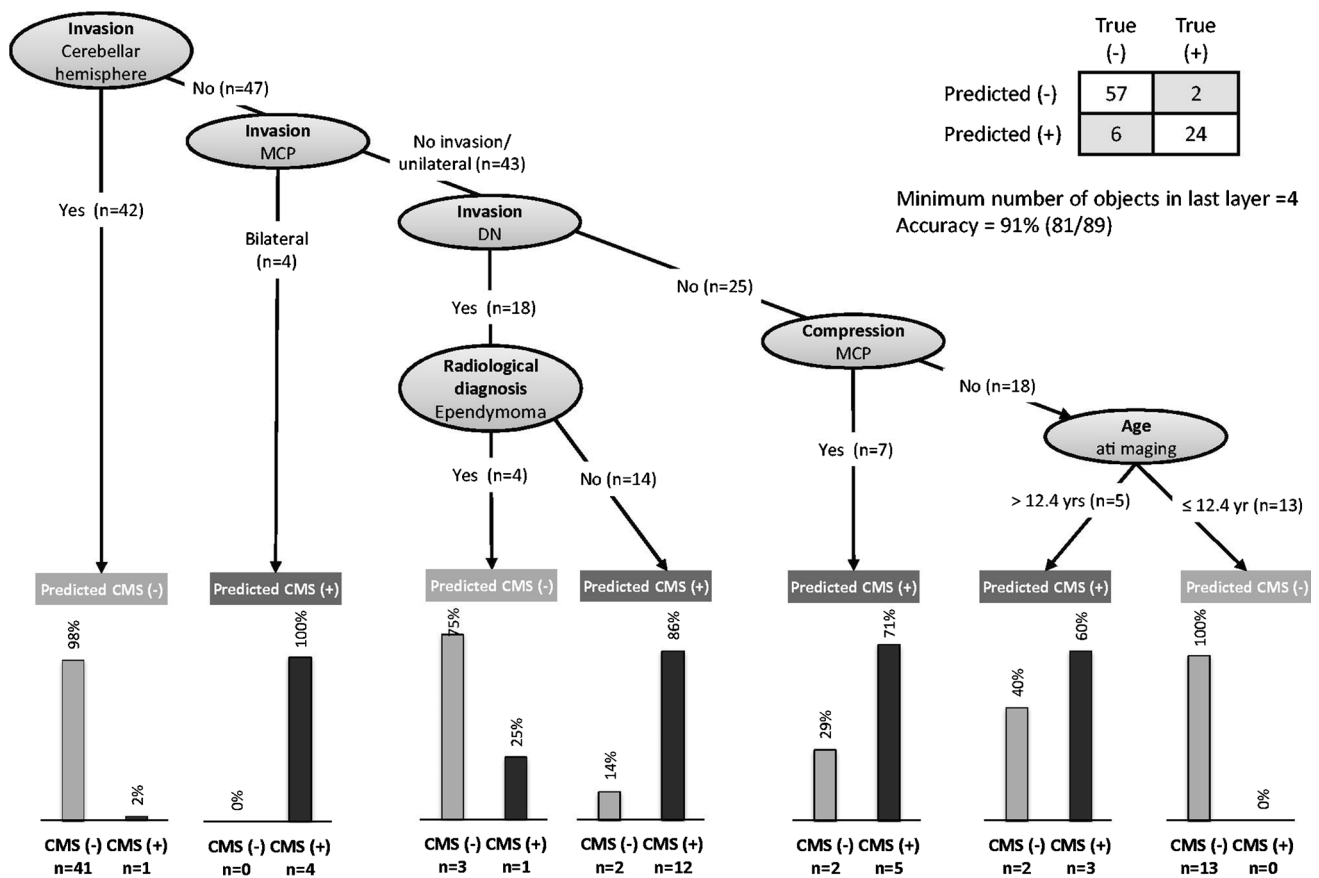 Invasion
Cerebellar
hemisphere
No (n=47)
Yes (n=42)
Invasion
MCP
No invasion/
unilateral (n=43)
Bilateral
(n=4)
Invasion
DN
No (n=25)
Yes (n=18)
Radiological
diagnosis
Ependymoma
Yes (n=4)
No (n=14)
Compression
MCP
No (n=18)
Yes (n=7)
Age
ati maging
> 12.4 yrs (n=5)
≤ 12.4 yr (n=13)
True
(-)
True
(+)
Predicted (-)
57
2
Predicted (+)
6
24
Minimum number of objects in last layer =4
Accuracy = 91% (81/89)
Predicted CMS (-)
98%
2%
CMS (-) CMS (+)
n=41 n=1
Predicted CMS (+)
0%
100%
CMS (-) CMS (+)
n=0 n=4
Predicted CMS (-)
75%
25%
CMS (-) CMS (+)
n=3 n=1
Predicted CMS (+)
14%
86%
CMS (-) CMS (+)
n=2 n=12
Predicted CMS (+)
29%
71%
CMS (-) CMS (+)
n=2 n=5
Predicted CMS (+)
40%
60%
CMS (-) CMS (+)
n=2 n=3
Predicted CMS (-)
100%
0%
CMS (-) CMS (+)
n=13 n=0